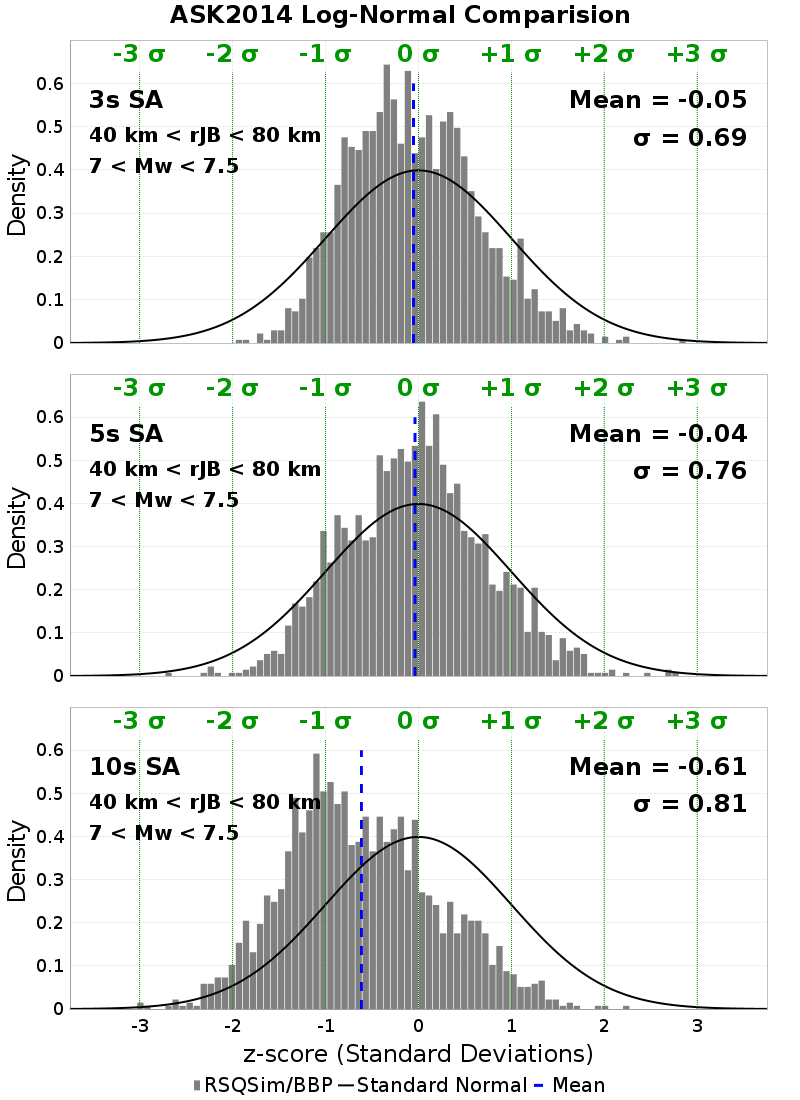 ASK2014 Log-Normal Comparision
-3 σ -2 σ -1 σ 0 σ +1 σ +2 σ +3 σ
3s SA
40 km < rJB < 80 km
7 < Mw < 7.5
Mean = -0.05
σ = 0.69
Density
0.6
0.5
0.4
0.3
0.2
0.1
0
-3 σ -2 σ -1 σ 0 σ +1 σ +2 σ +3 σ
5s SA
40 km < rJB < 80 km
7 < Mw < 7.5
Mean = -0.04
σ = 0.76
Density
0.6
0.5
0.4
0.3
0.2
0.1
0
-3 σ -2 σ -1 σ 0 σ +1 σ +2 σ +3 σ
10s SA
40 km < rJB < 80 km
7 < Mw < 7.5
Mean = -0.61
σ = 0.81
Density
0.6
0.5
0.4
0.3
0.2
0.1
0
-3 -2 -1 0 1 2 3
z-score (Standard Deviations)
RSQSim/BBP Standard Normal Mean